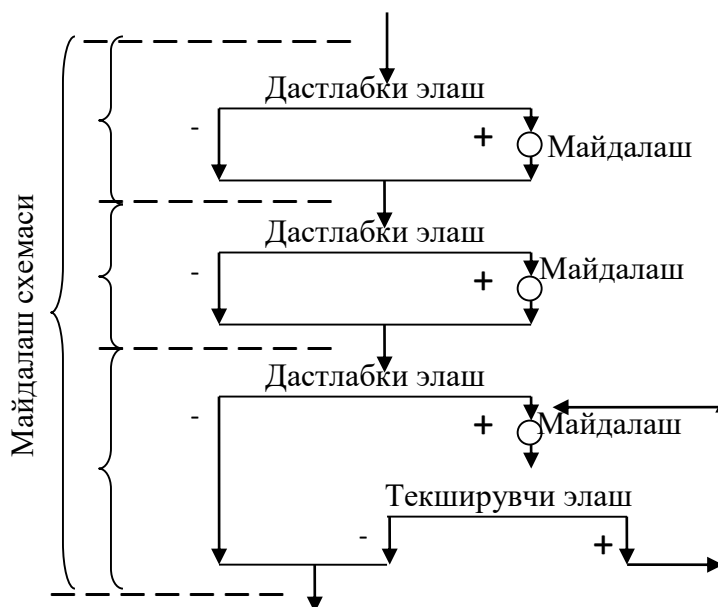 Дастлабки элаш
- +
Майдалаш
Дастлабки элаш
- +
Майдалаш
Дастлабки элаш
- +
Майдалаш
Текширувчи элаш
- +
Майдалаш схемаси